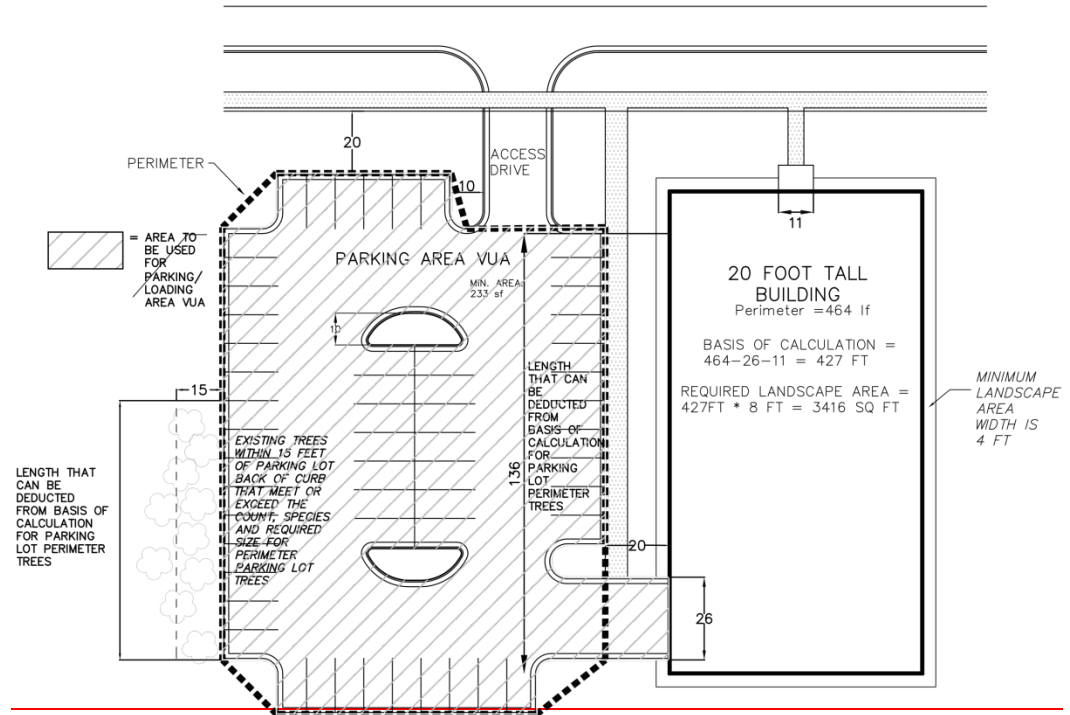 20
PERIMETER
ACCESS
DRIVE
10
11
= AREA TO
BE USED
FOR
PARKING/
LOADING
AREA VUA
PARKING AREA VUA
MIN. AREA
233 sf
10
20 FOOT TALL
BUILDING
Perimeter =464 lf
BASIS OF CALCULATION =
464-26-11 = 427 FT
REQUIRED LANDSCAPE AREA =
427FT * 8 FT = 3416 SQ FT
MINIMUM
LANDSCAPE
AREA
WIDTH IS
4 FT
15
LENGTH THAT
CAN BE
DEDUCTED
FROM BASIS OF
CALCULATION
FOR PARKING
LOT PERIMETER
TREES
EXISTING TREES
WITHIN 15 FEET
OF PARKING LOT
BACK OF CURB
THAT MEET OR
EXCEED THE
COUNT, SPECIES
AND REQUIRED
SIZE FOR
PERIMETER
PARKING LOT
TREES
136
LENGTH
THAT CAN
BE
DEDUCTED
FROM
BASIS OF
CALCULATION
FOR
PARKING
LOT
PERIMETER
TREES
20
26